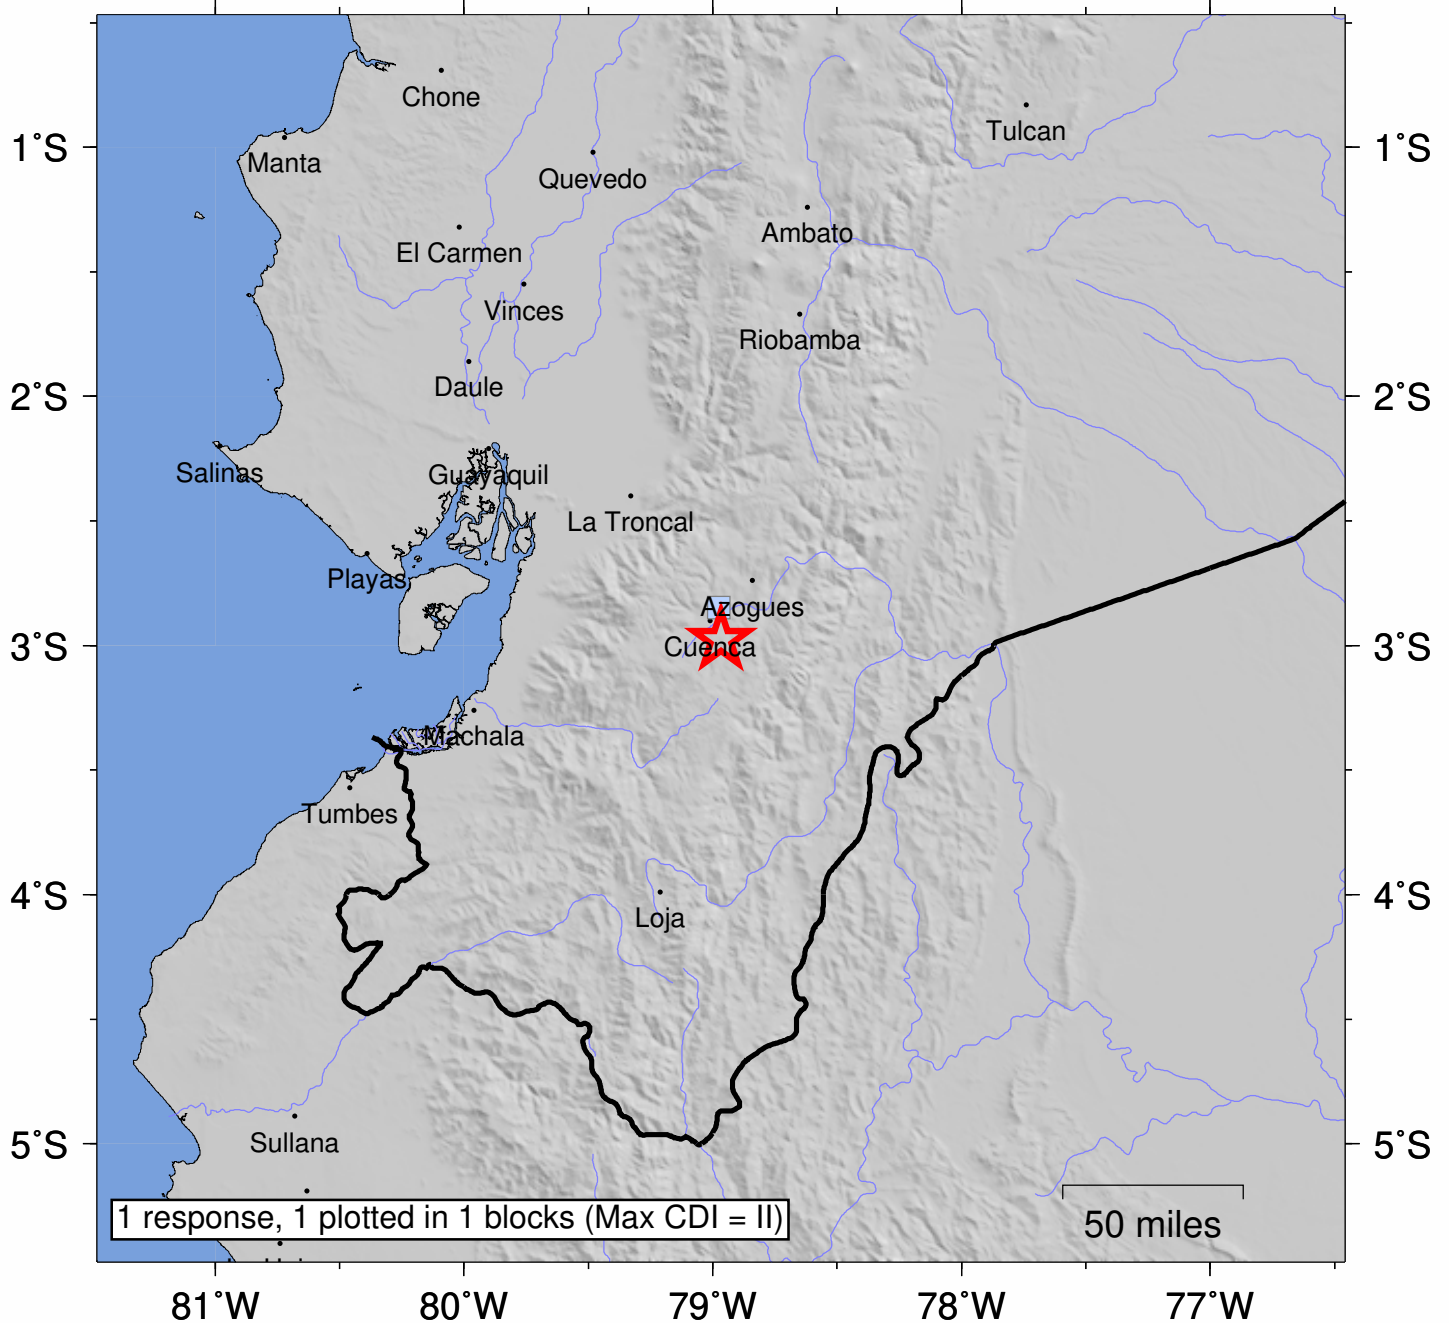 Chone
Tulcan
1°S
Manta
1°S
Quevedo
Ambato
El Carmen
Vinces
Riobamba
Daule
2°S
2°S
Salinas
Guayaquil
La Troncal
Playas
Azogues
3°S
Cuenca
3°S
Machala
Tumbes
4°S
4°S
Loja
5°S
Sullana
5°S
1 response, 1 plotted in 1 blocks (Max CDI = II)
50 miles
81°W
80°W
79°W
78°W
77°W